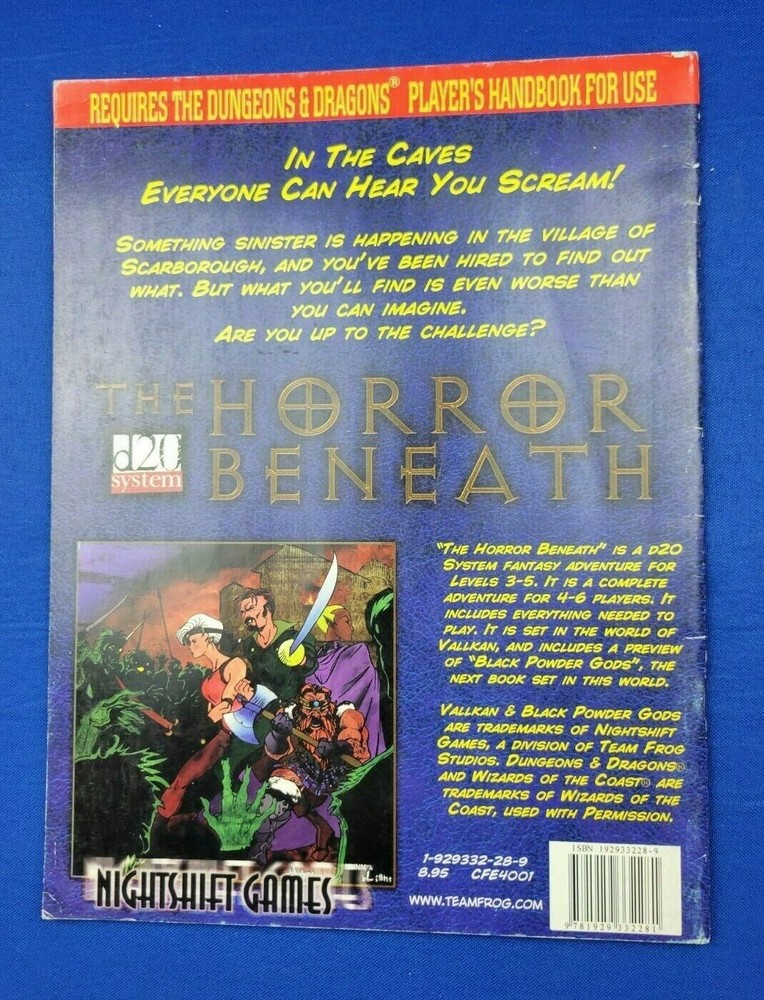 REQUIRES THE DUNGEONS & DRAGONS® PLAYER'S HANDBOOK FOR USE
IN THE CAVES
EVERYONE CAN HEAR YOU SCREAM!
SOMETHING SINISTER IS HAPPENING IN THE VILLAGE OF
SCARBOROUGH, AND YOU'VE BEEN HIRED TO FIND OUT
WHAT. BUT WHAT YOU'LL FIND IS EVEN WORSE THAN
YOU CAN IMAGINE.
ARE YOU UP TO THE CHALLENGE?
THE HORROR
BENEATH
d20
system
"THE HORROR BENEATH" IS A D20
SYSTEM FANTASY ADVENTURE FOR
LEVELS 3-5. IT IS A COMPLETE
ADVENTURE FOR 4-6 PLAYERS. IT
INCLUDES EVERYTHING NEEDED TO
PLAY. IT IS SET IN THE WORLD OF
VALLKAN, AND INCLUDES A PREVIEW
OF "BLACK POWDER GODS", THE
NEXT BOOK SET IN THIS WORLD.
VALLKAN & BLACK POWDER GODS
ARE TRADEMARKS OF NIGHTSHIFT
GAMES, A DIVISION OF TEAM FROG
STUDIOS. DUNGEONS & DRAGONS®
AND WIZARDS OF THE COAST® ARE
TRADEMARKS OF WIZARDS OF THE
COAST, USED WITH PERMISSION.
NIGHTSHIFT GAMES
1-929332-28-9
8.95 CFE4001
WWW.TEAMFROG.COM
ISBN 192933228-9
9 781929 332281